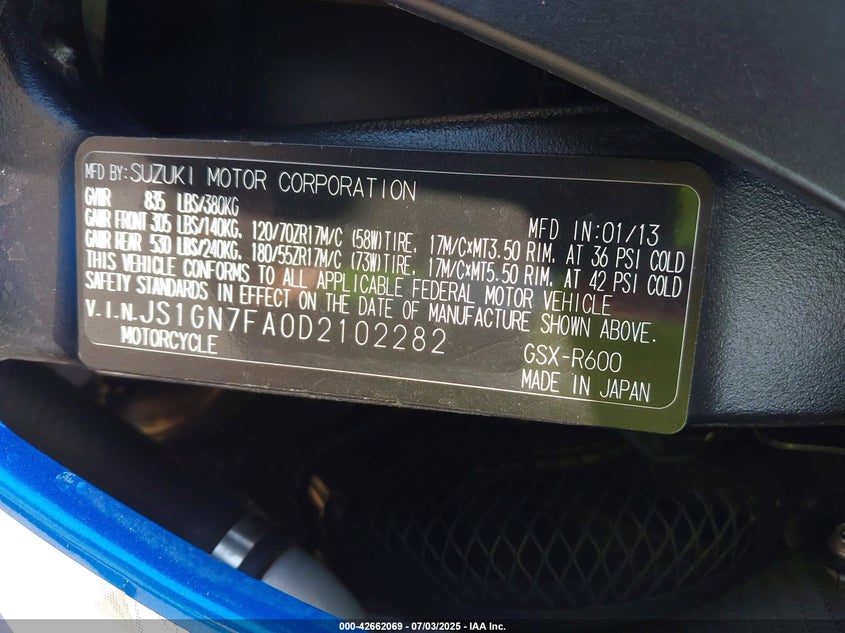 MFD BY: SUZUKI MOTOR CORPORATION
GVWR 835 LBS/380KG MFD IN: 01/13
GAWR FRONT 305 LBS/140KG, 120/70ZR17M/C (58W) TIRE, 17M/C×MT3.50 RIM, AT 36 PSI COLD
GAWR REAR 530 LBS/240KG, 180/55ZR17M/C (73W) TIRE, 17M/C×MT5.50 RIM, AT 42 PSI COLD
THIS VEHICLE CONFORMS TO ALL APPLICABLE FEDERAL MOTOR VEHICLE
SAFETY STANDARDS IN EFFECT ON THE DATE OF MANUFACTURE SHOWN ABOVE.
V.I.N. JS1GN7FA0D2102282 GSX-R600
MOTORCYCLE MADE IN JAPAN
000-42662069 - 07/03/2025 - IAA Inc.